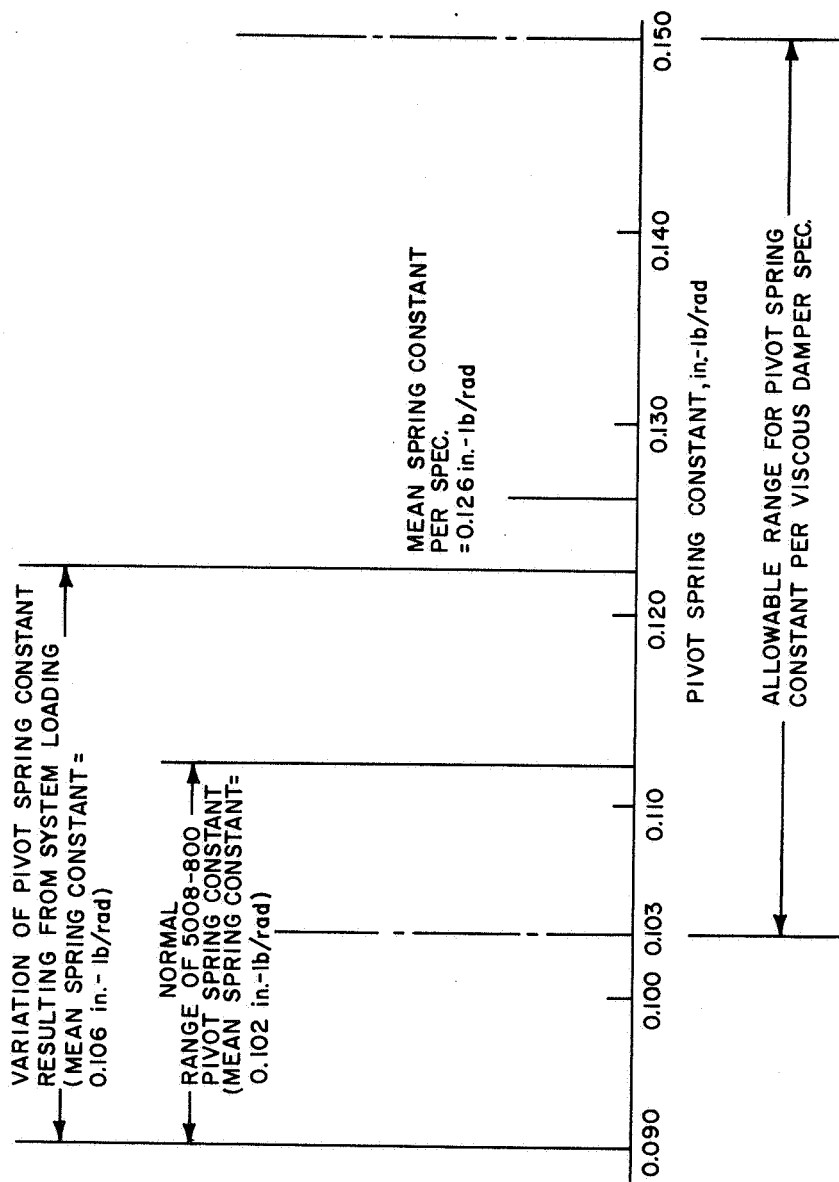 VARIATION OF PIVOT SPRING CONSTANT
RESULTING FROM SYSTEM LOADING
(MEAN SPRING CONSTANT =
0.106 in.-lb/rad)
NORMAL
RANGE OF 5008-800
PIVOT SPRING CONSTANT
(MEAN SPRING CONSTANT=
0.102 in.-lb/rad)
MEAN SPRING CONSTANT
PER SPEC.
=0.126 in.-lb/rad
0.090
0.100
0.103
0.110
0.120
0.130
0.140
0.150
PIVOT SPRING CONSTANT, in.-lb/rad
ALLOWABLE RANGE FOR PIVOT SPRING
CONSTANT PER VISCOUS DAMPER SPEC.